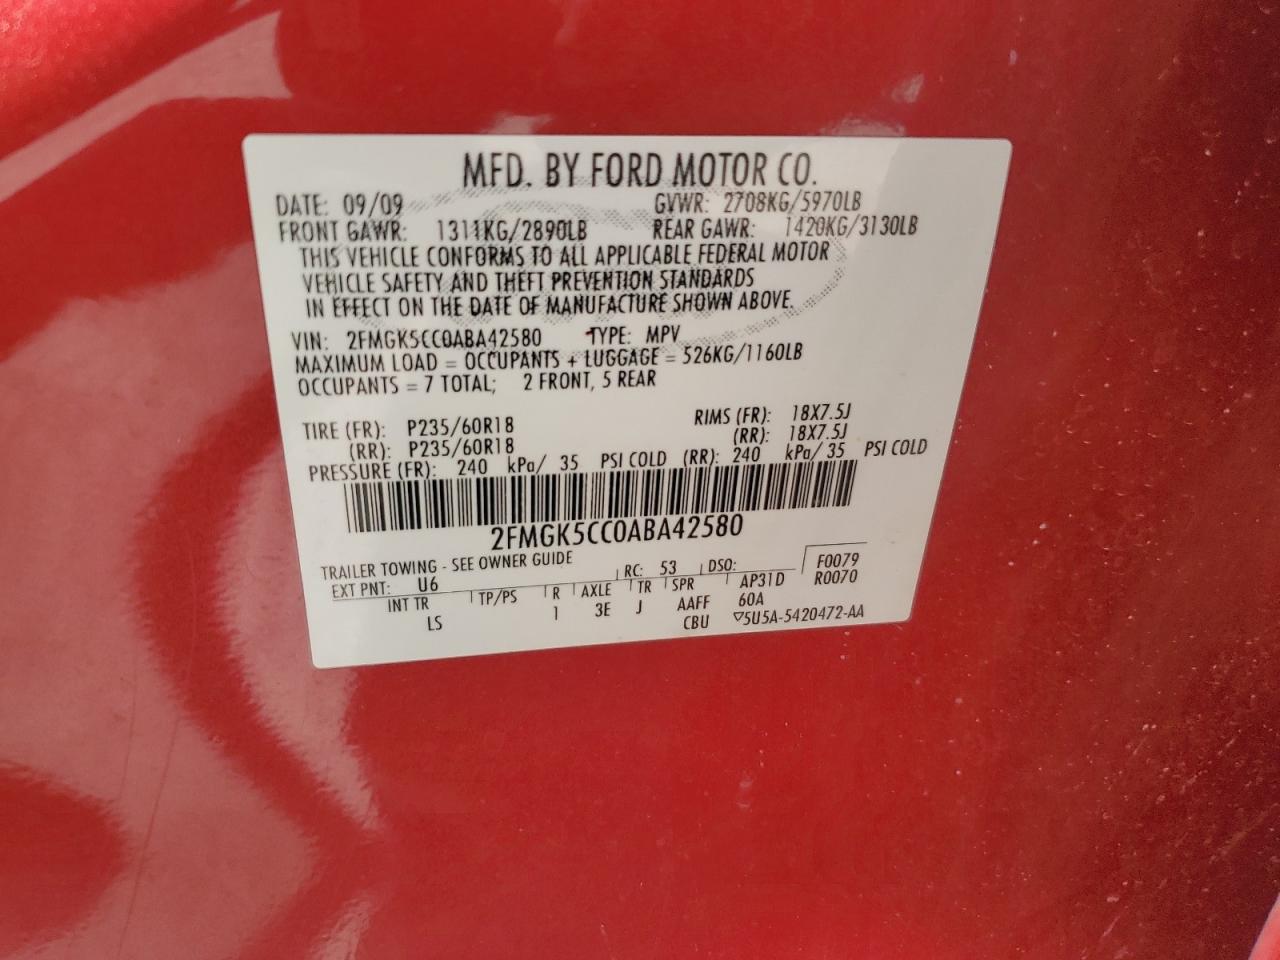 MFD. BY FORD MOTOR CO.
DATE: 09/09 GVWR: 2708KG/5970LB
FRONT GAWR: 1311KG/2890LB REAR GAWR: 1420KG/3130LB
THIS VEHICLE CONFORMS TO ALL APPLICABLE FEDERAL MOTOR
VEHICLE SAFETY AND THEFT PREVENTION STANDARDS
IN EFFECT ON THE DATE OF MANUFACTURE SHOWN ABOVE.
VIN: 2FMGK5CC0ABA42580 TYPE: MPV
MAXIMUM LOAD = OCCUPANTS + LUGGAGE = 526KG/1160LB
OCCUPANTS = 7 TOTAL; 2 FRONT, 5 REAR
TIRE (FR): P235/60R18 RIMS (FR): 18X7.5J
(RR): P235/60R18 (RR): 18X7.5J
PRESSURE (FR): 240 kPa/ 35 PSI COLD (RR): 240 kPa/ 35 PSI COLD
2FMGK5CC0ABA42580
TRAILER TOWING - SEE OWNER GUIDE
EXT PNT: U6 RC: 53 DSO: F0079
INT TR TP/PS R AXLE TR SPR AP31D R0070
LS 1 3E J AAFF 60A
CBU ▽5U5A-5420472-AA